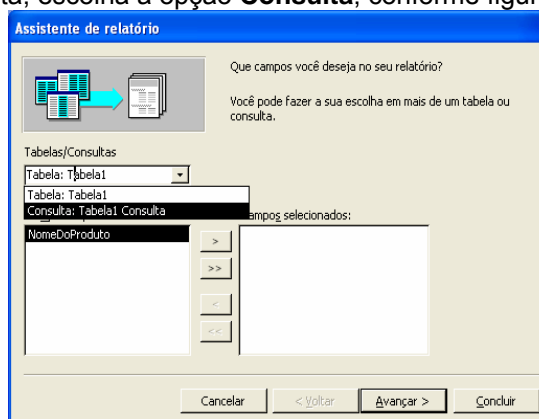 ta, escolha a opção Consulta, conforme figu
Assistente de relatório
Que campos você deseja no seu relatório?
Você pode fazer a sua escolha em mais de um tabela ou
consulta.
Tabelas/Consultas
Tabela: Tabela1
Tabela: Tabela1
Consulta: Tabela1 Consulta
ampos selecionados:
NomeDoProduto
>
>>
<
<<
Cancelar
< Voltar
Avançar >
Concluir